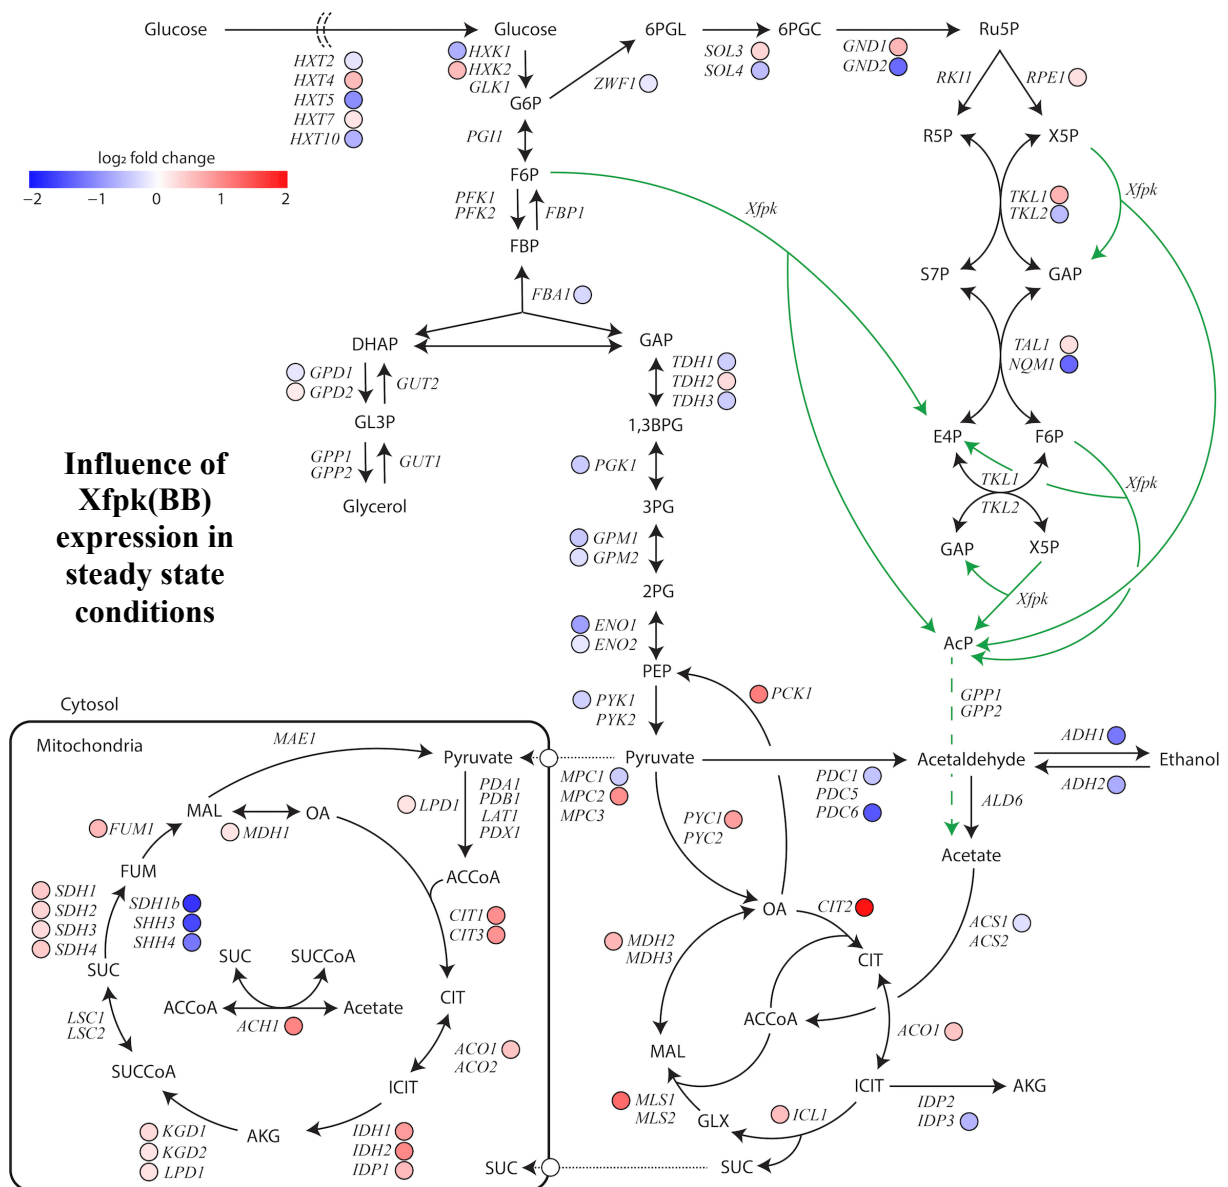 Glucose
Glucose
6PGL
6PGC
Ru5P
HXT2
HXT4
HXT5
HXT7
HXT10
HXK1
HXK2
GLK1
ZWF1
SOL3
SOL4
GND1
GND2
RKI1
RPE1
G6P
R5P
X5P
PGI1
log₂ fold change
−2
−1
0
1
2
F6P
PFK1
PFK2
FBP1
Xfpk
TKL1
TKL2
Xfpk
FBP
S7P
GAP
FBA1
DHAP
GAP
TAL1
NQM1
GPD1
GPD2
GUT2
TDH1
TDH2
TDH3
GL3P
1,3BPG
E4P
F6P
GPP1
GPP2
GUT1
PGK1
TKL1
TKL2
Xfpk
Glycerol
3PG
Influence of
Xfpk(BB)
expression in
steady state
conditions
GPM1
GPM2
GAP
X5P
2PG
Xfpk
ENO1
ENO2
AcP
PEP
PYK1
PYK2
PCK1
GPP1
GPP2
Cytosol
Mitochondria
MAE1
Pyruvate
Pyruvate
Acetaldehyde
Ethanol
ADH1
ADH2
PDA1
PDB1
LAT1
PDX1
LPD1
MPC1
MPC2
MPC3
PDC1
PDC5
PDC6
ALD6
MAL
OA
FUM1
MDH1
PYC1
PYC2
Acetate
FUM
ACCoA
SDH1
SDH2
SDH3
SDH4
SDH1b
SHH3
SHH4
CIT1
CIT3
OA
CIT2
ACS1
ACS2
MDH2
MDH3
SUC
SUC
SUCCoA
CIT
ACCoA
Acetate
CIT
ACH1
LSC1
LSC2
ACCoA
ACO1
ACO1
ACO2
MAL
SUCCoA
ICIT
ICIT
AKG
MLS1
MLS2
GLX
ICL1
IDP2
IDP3
AKG
KGD1
KGD2
LPD1
IDH1
IDH2
IDP1
SUC
SUC